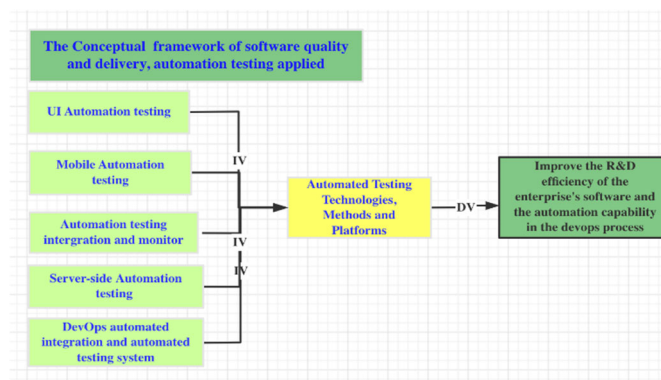 The Conceptual framework of software quality
and delivery, automation testing applied
UI Automation testing
IV
Mobile Automation
testing
Automation testing
intergration and monitor
IV
Server-side Automation
testing
IV
DevOps automated
integration and automated
testing system
Automated Testing
Technologies,
Methods and
Platforms
DV
Improve the R&D
efficiency of the
enterprise's software and
the automation capability
in the devops process